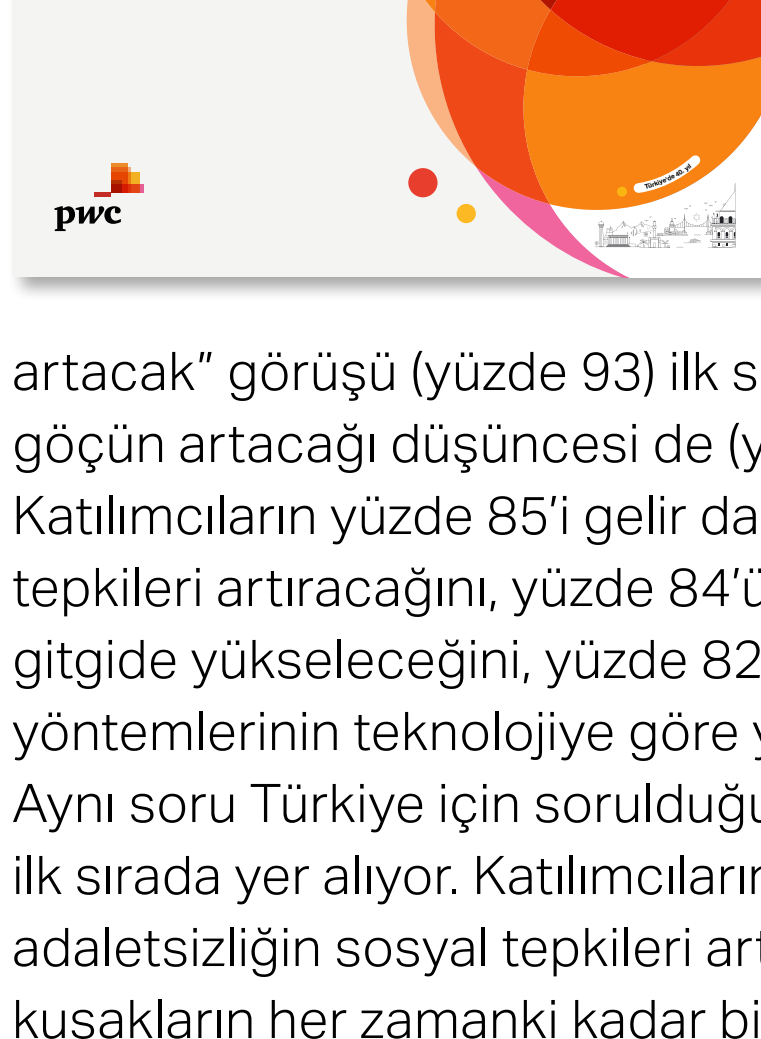 Türkiye'de 40. yıl
pwc
artacak” görüşü (yüzde 93) ilk s
göçün artacağı düşüncesi de (y
Katılımcıların yüzde 85’i gelir da
tepkileri artıracağını, yüzde 84’ü
gitgide yükseleceğini, yüzde 82
yöntemlerinin teknolojiye göre y
Aynı soru Türkiye için sorulduğu
ilk sırada yer alıyor. Katılımcıların
adaletsizliğin sosyal tepkileri art
kusakların her zamanki kadar bi